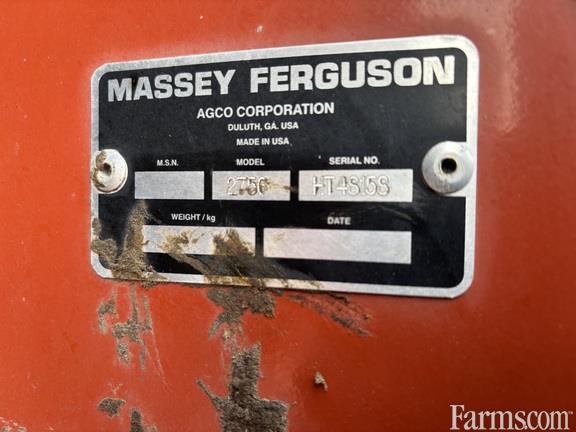 MASSEY FERGUSON
AGCO CORPORATION
DULUTH, GA. USA
MADE IN USA
M.S.N. MODEL SERIAL NO.
2756
WEIGHT / kg DATE
Farms.com